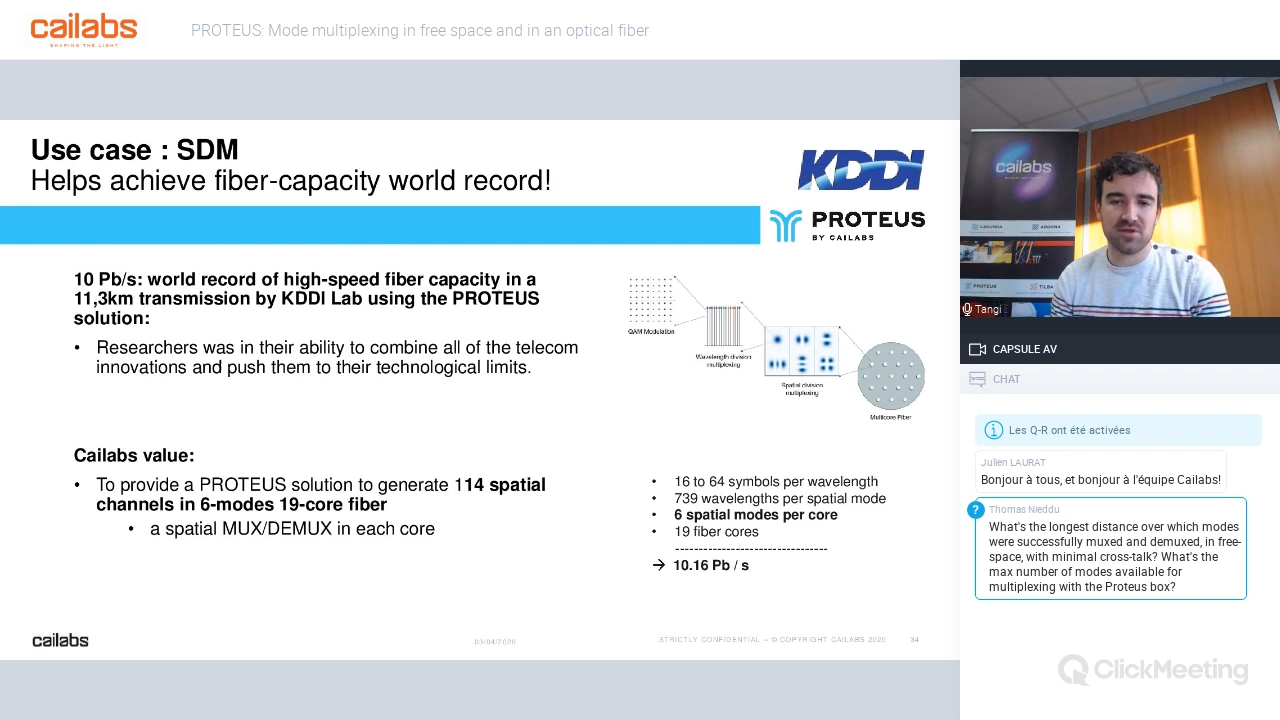 cailabs
SHAPING THE LIGHT
PROTEUS: Mode multiplexing in free space and in an optical fiber
Use case : SDM
Helps achieve fiber-capacity world record!
KDDI
PROTEUS
BY CAILABS
10 Pb/s: world record of high-speed fiber capacity in a
11,3km transmission by KDDI Lab using the PROTEUS
solution:
• Researchers was in their ability to combine all of the telecom
innovations and push them to their technological limits.
QAM Modulation
Wavelength division
multiplexing
Spatial division
multiplexing
Multicore Fiber
Cailabs value:
• To provide a PROTEUS solution to generate 114 spatial
channels in 6-modes 19-core fiber
• a spatial MUX/DEMUX in each core
• 16 to 64 symbols per wavelength
• 739 wavelengths per spatial mode
• 6 spatial modes per core
• 19 fiber cores
--------------------------------
→ 10.16 Pb / s
cailabs
03/04/2020
STRICTLY CONFIDENTIAL – © COPYRIGHT CAILABS 2020
34
cailabs
CARUNDA
ARGONA
PROTEUS
TILBA
Tangi
CAPSULE AV
CHAT
Les Q-R ont été activées
Julien LAURAT
Bonjour à tous, et bonjour à l'équipe Cailabs!
?
Thomas Nieddu
What's the longest distance over which modes
were successfully muxed and demuxed, in free-
space, with minimal cross-talk? What's the
max number of modes available for
multiplexing with the Proteus box?
ClickMeeting